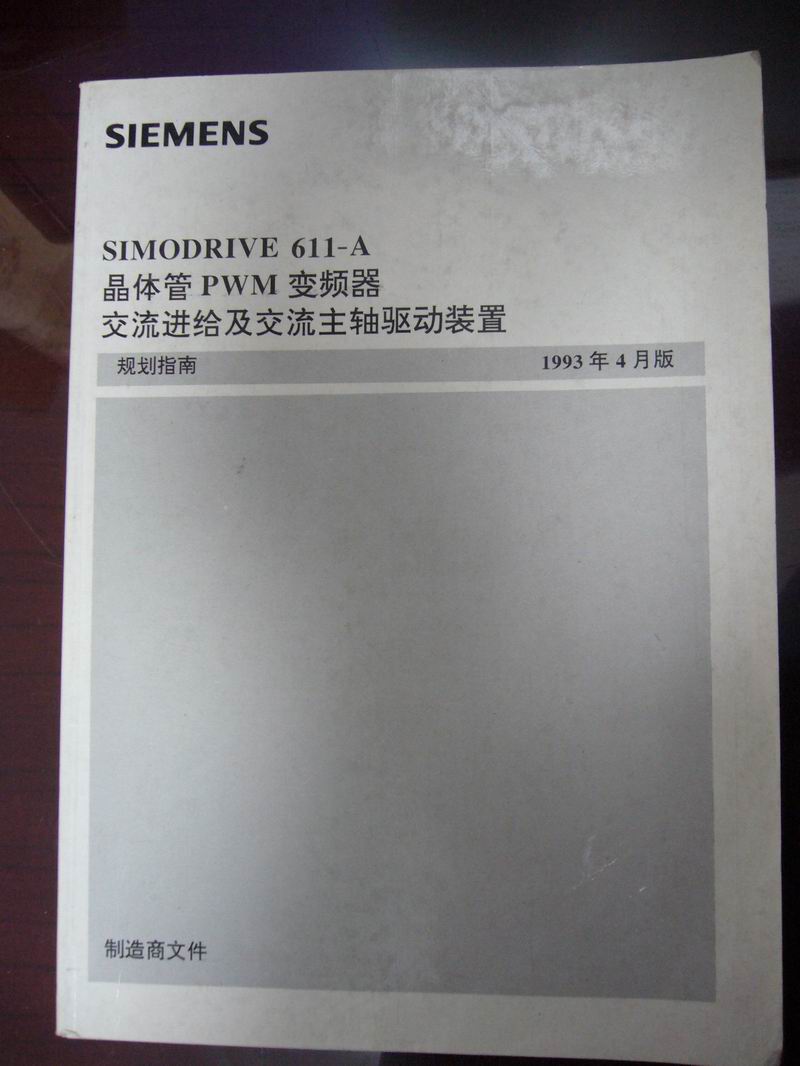 SIEMENS
SIMODRIVE 611-A
晶体管 PWM 变频器
交流进给及交流主轴驱动装置
规划指南 1993 年 4 月版
制造商文件